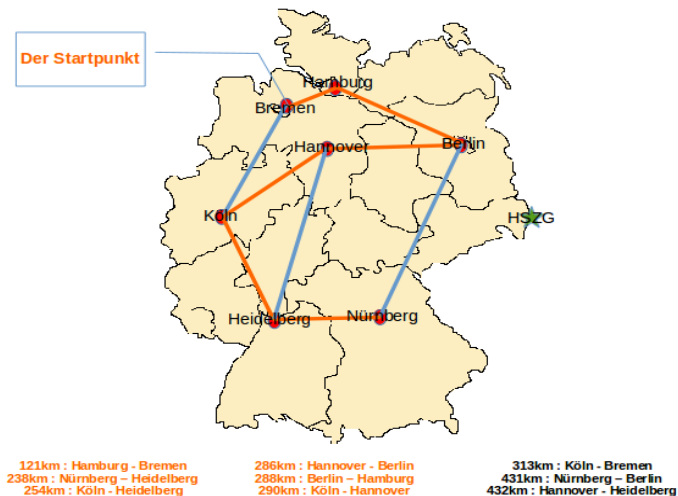 Der Startpunkt
Hamburg
Bremen
Hannover
Berlin
Köln
HSZG
Heidelberg
Nürnberg
121km : Hamburg - Bremen
238km : Nürnberg – Heidelberg
254km : Köln - Heidelberg
286km : Hannover - Berlin
288km : Berlin – Hamburg
290km : Köln - Hannover
313km : Köln - Bremen
431km : Nürnberg – Berlin
432km : Hannover - Heidelberg